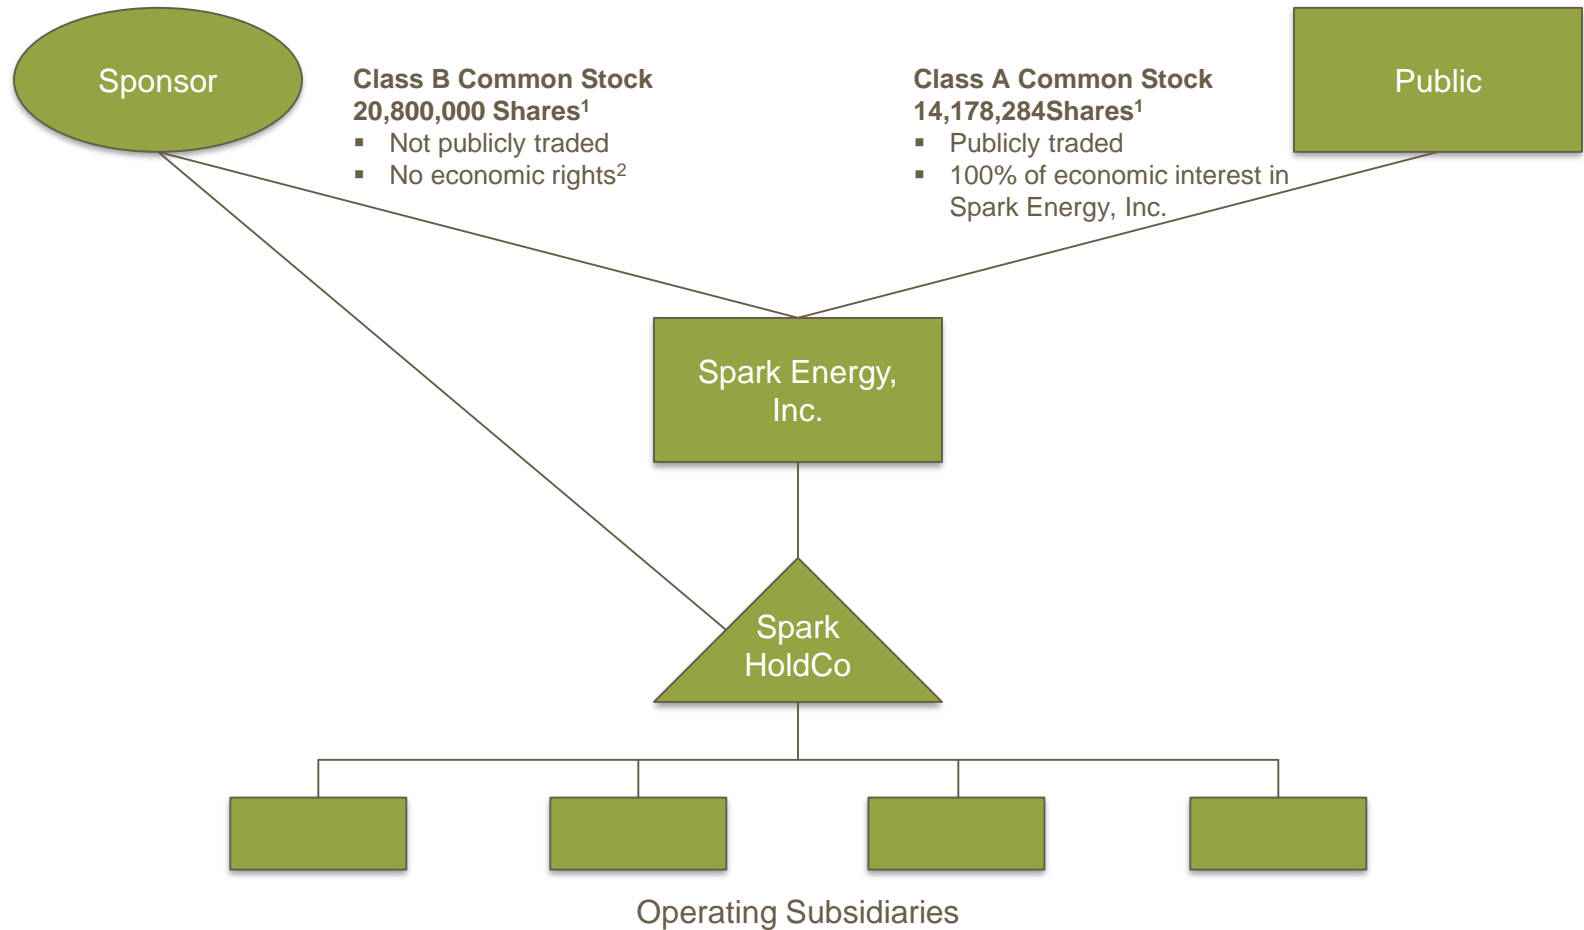 Sponsor
Class B Common Stock
20,800,000 Shares¹
▪ Not publicly traded
▪ No economic rights²
Class A Common Stock
14,178,284Shares¹
▪ Publicly traded
▪ 100% of economic interest in
Spark Energy, Inc.
Public
Spark Energy,
Inc.
Spark
HoldCo
Operating Subsidiaries